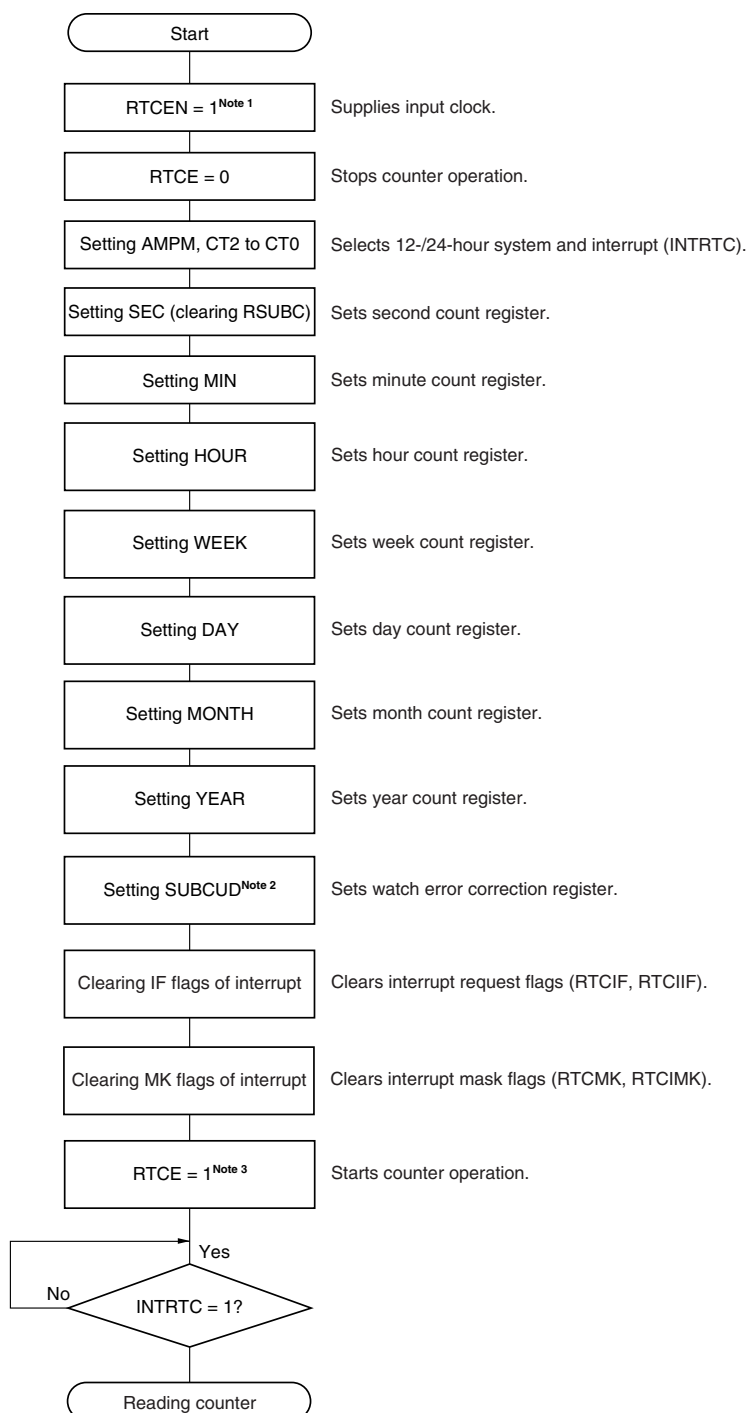 Start
RTCEN = 1Note 1 Supplies input clock.
RTCE = 0 Stops counter operation.
Setting AMPM, CT2 to CT0 Selects 12-/24-hour system and interrupt (INTRTC).
Setting SEC (clearing RSUBC) Sets second count register.
Setting MIN Sets minute count register.
Setting HOUR Sets hour count register.
Setting WEEK Sets week count register.
Setting DAY Sets day count register.
Setting MONTH Sets month count register.
Setting YEAR Sets year count register.
Setting SUBCUDNote 2 Sets watch error correction register.
Clearing IF flags of interrupt Clears interrupt request flags (RTCIF, RTCIIF).
Clearing MK flags of interrupt Clears interrupt mask flags (RTCMK, RTCIMK).
RTCE = 1Note 3 Starts counter operation.
Yes
No
INTRTC = 1?
Reading counter